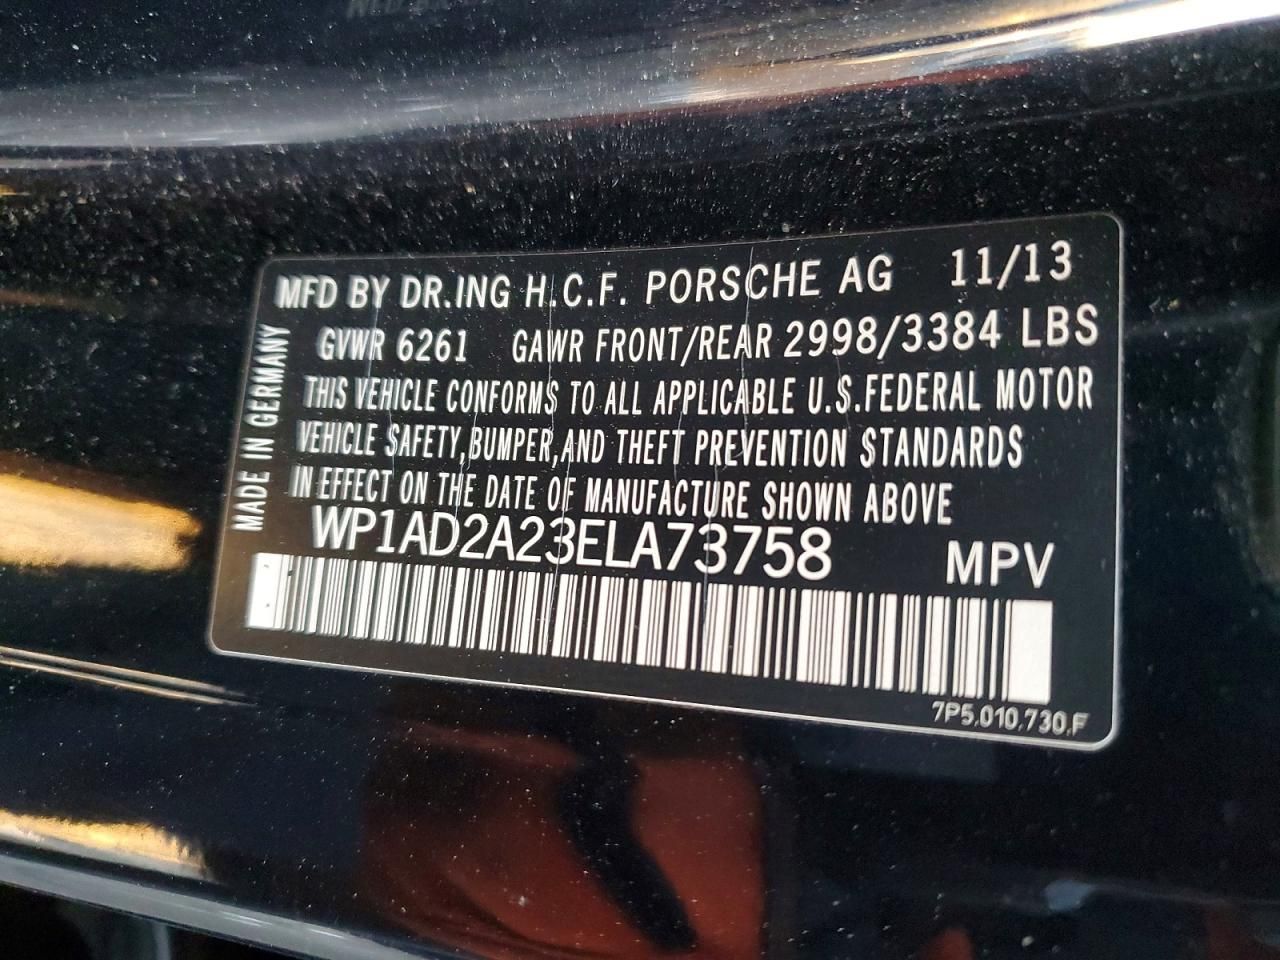 MFD BY DR.ING H.C.F. PORSCHE AG 11/13
GVWR 6261 GAWR FRONT/REAR 2998/3384 LBS
THIS VEHICLE CONFORMS TO ALL APPLICABLE U.S.FEDERAL MOTOR
VEHICLE SAFETY,BUMPER,AND THEFT PREVENTION STANDARDS
IN EFFECT ON THE DATE OF MANUFACTURE SHOWN ABOVE
WP1AD2A23ELA73758 MPV
7P5.010.730.F
MADE IN GERMANY